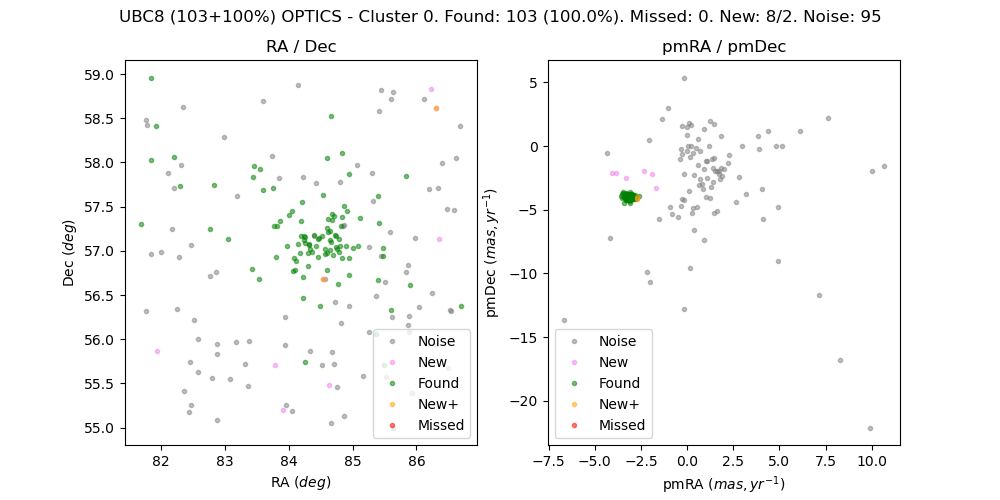 UBC8 (103+100%) OPTICS - Cluster 0. Found: 103 (100.0%). Missed: 0. New: 8/2. Noise: 95
RA / Dec
59.0
58.5
58.0
57.5
57.0
56.5
56.0
55.5
55.0
Dec (deg)
82
83
84
85
86
RA (deg)
Noise
New
Found
New+
Missed
pmRA / pmDec
5
0
−5
−10
−15
−20
pmDec (mas, yr⁻¹)
−7.5
−5.0
−2.5
0.0
2.5
5.0
7.5
10.0
pmRA (mas, yr⁻¹)
Noise
New
Found
New+
Missed